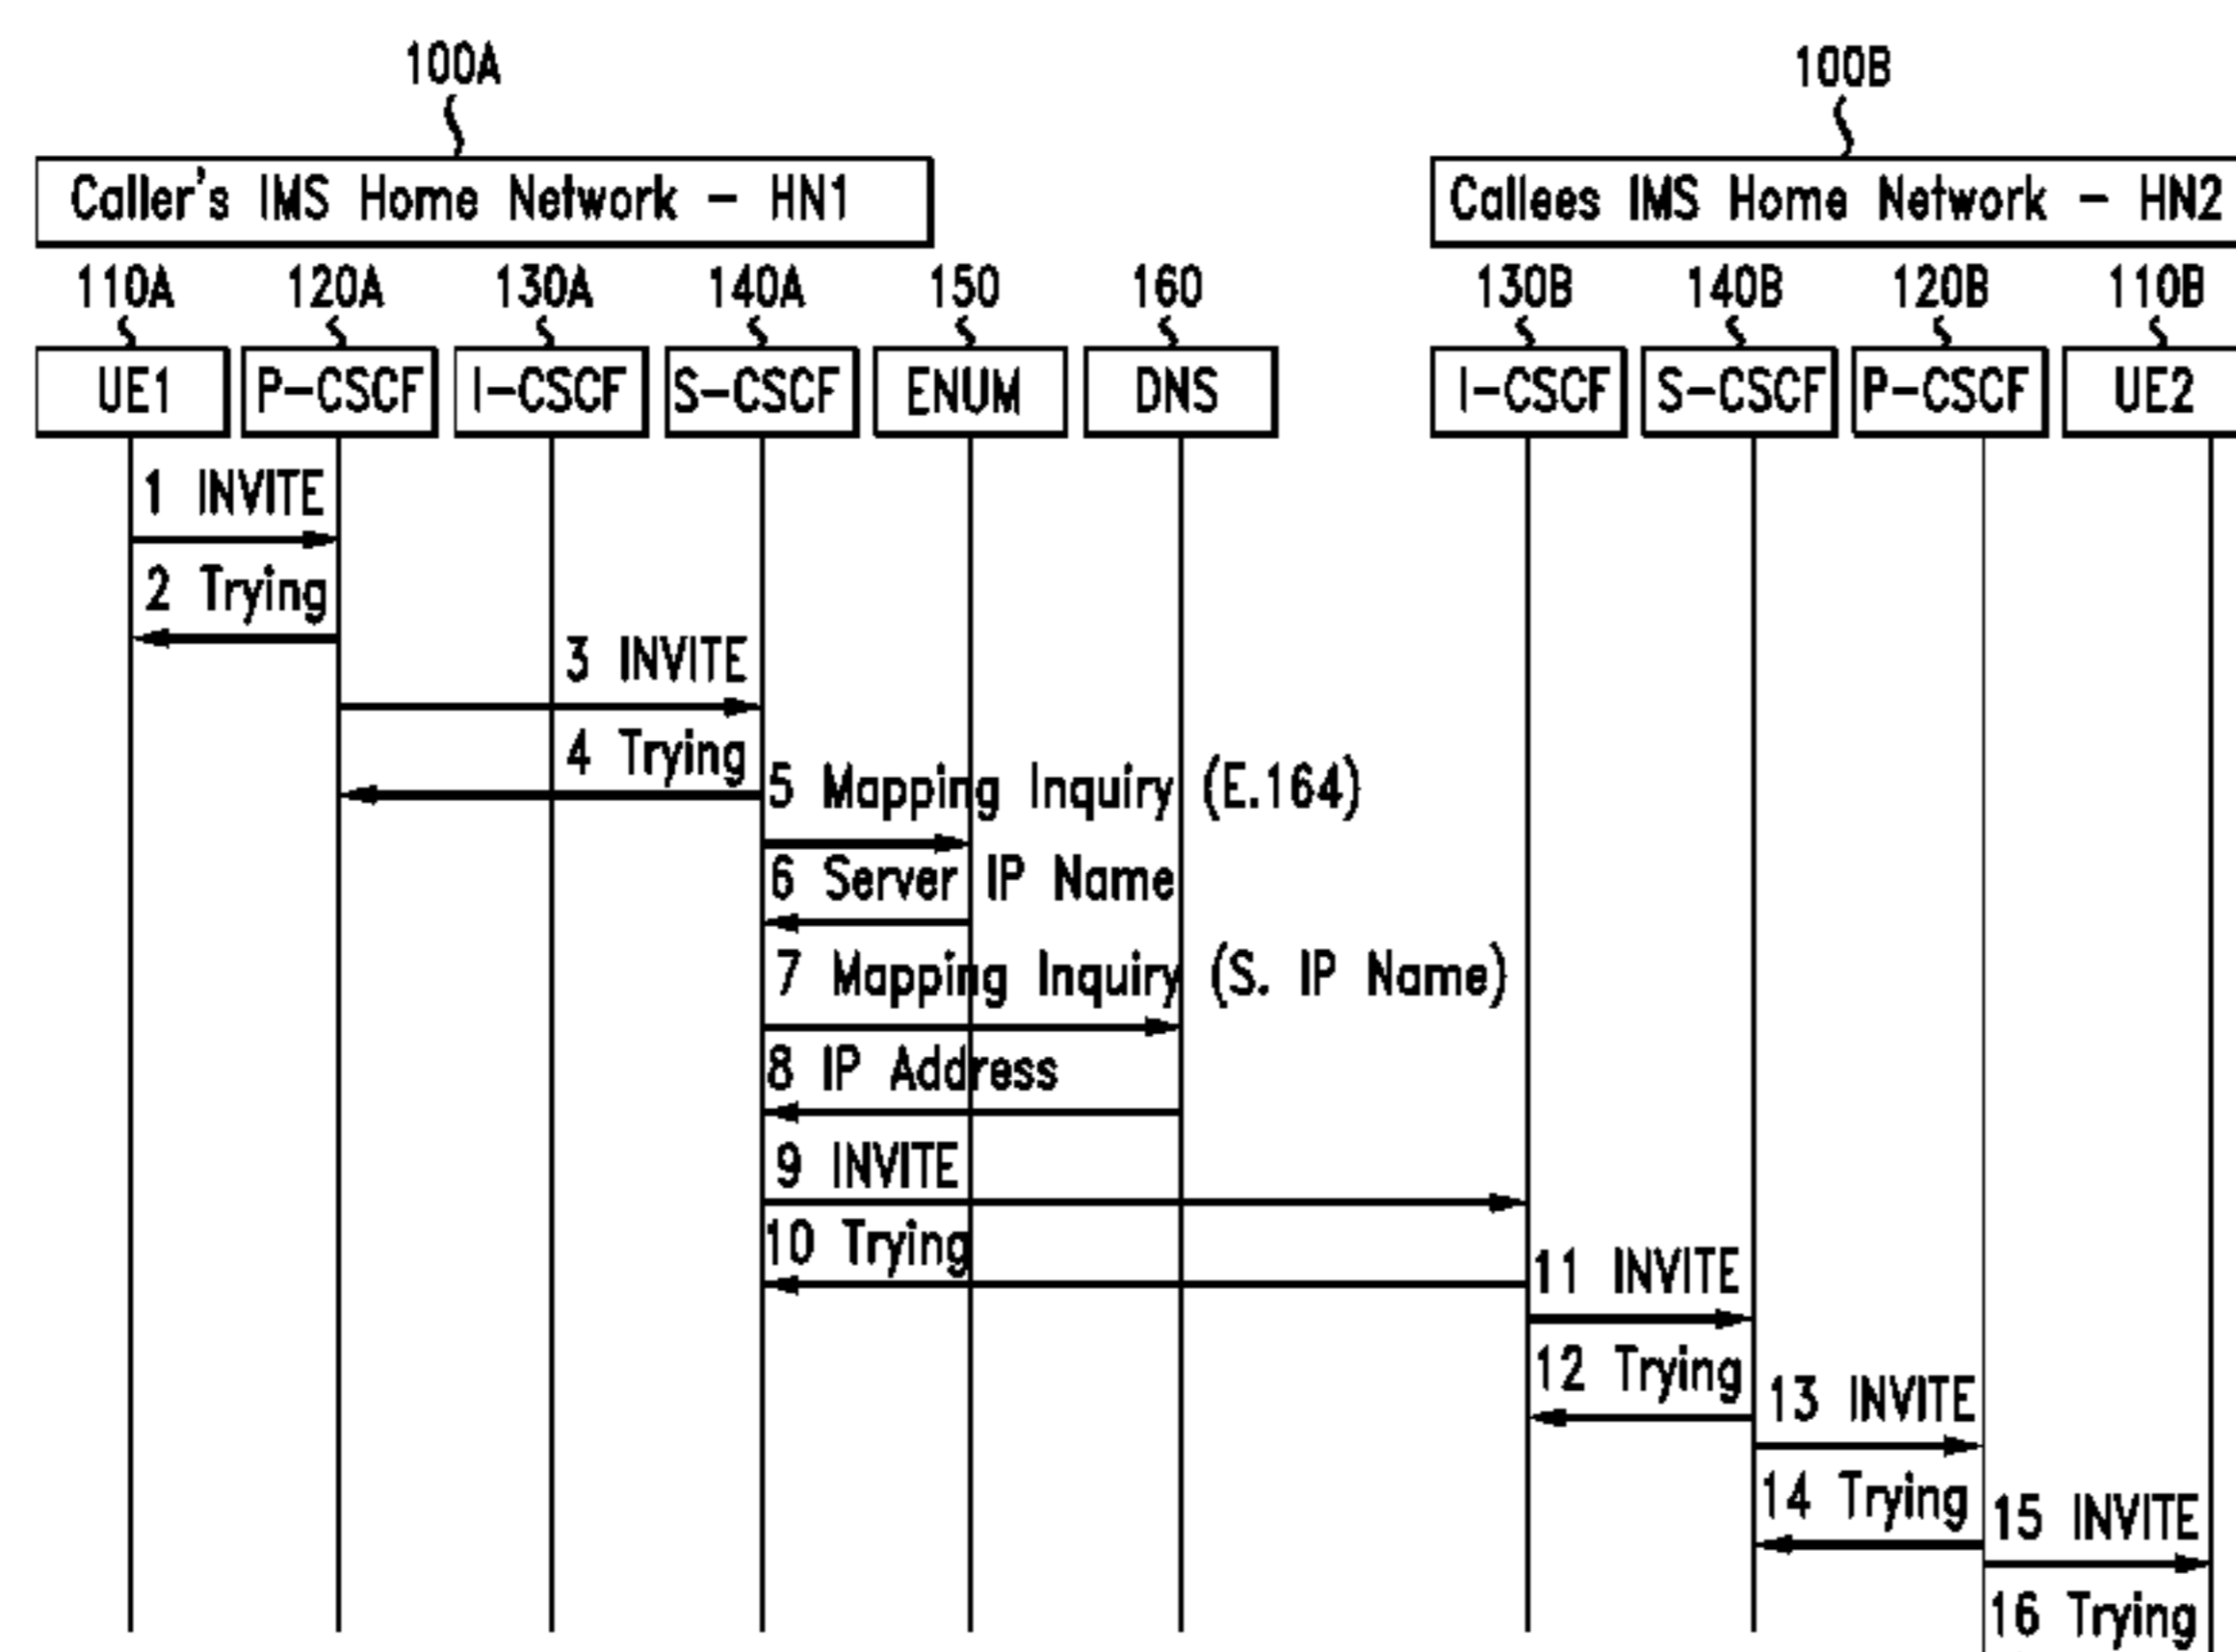 100A 100B
Caller's IMS Home Network - HN1 Callees IMS Home Network - HN2
110A 120A 130A 140A 150 160 130B 140B 120B 110B
UE1 P-CSCF I-CSCF S-CSCF ENUM DNS I-CSCF S-CSCF P-CSCF UE2
1 INVITE
2 Trying
3 INVITE
4 Trying
5 Mapping Inquiry (E.164)
6 Server IP Name
7 Mapping Inquiry (S. IP Name)
8 IP Address
9 INVITE
10 Trying
11 INVITE
12 Trying
13 INVITE
14 Trying
15 INVITE
16 Trying